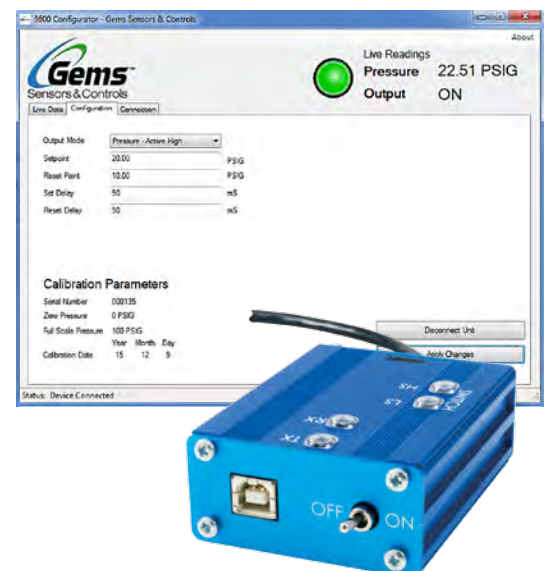 3600 Configurator - Gems Sensors & Controls
About
Gems™
Sensors & Controls
Live Readings
Pressure 22.51 PSIG
Output ON
Live Data Configuration Connection
Output Mode Pressure - Active High
Setpoint 20.00 PSIG
Reset Point 10.00 PSIG
Set Delay 50 mS
Reset Delay 50 mS
Calibration Parameters
Serial Number 000135
Zero Pressure 0 PSIG
Full Scale Pressure 100 PSIG
Year Month Day
Calibration Date 15 12 9
Disconnect Unit
Apply Changes
Status: Device Connected
HS
LS
SWITCH
RX
TX
OFF ON